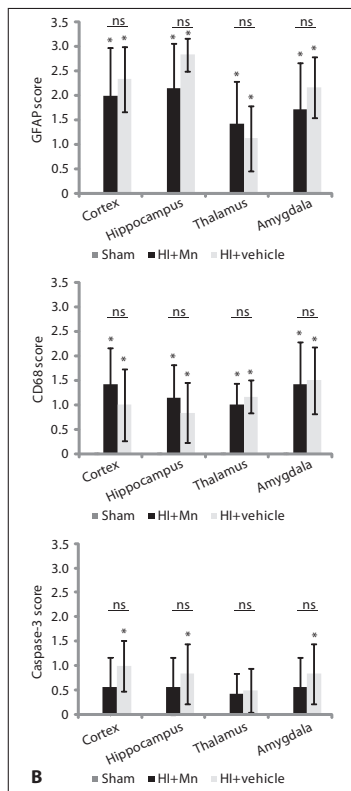 ns ns ns ns
* * * * * * * *
3.5
3.0
2.5
2.0
1.5
1.0
0.5
0
GFAP score
Cortex Hippocampus Thalamus Amygdala
Sham HI+Mn HI+vehicle
ns ns ns ns
* * * * * * * *
3.5
3.0
2.5
2.0
1.5
1.0
0.5
0
CD68 score
Cortex Hippocampus Thalamus Amygdala
Sham HI+Mn HI+vehicle
ns ns ns ns
* * *
3.5
3.0
2.5
2.0
1.5
1.0
0.5
0
Caspase-3 score
Cortex Hippocampus Thalamus Amygdala
Sham HI+Mn HI+vehicle
B